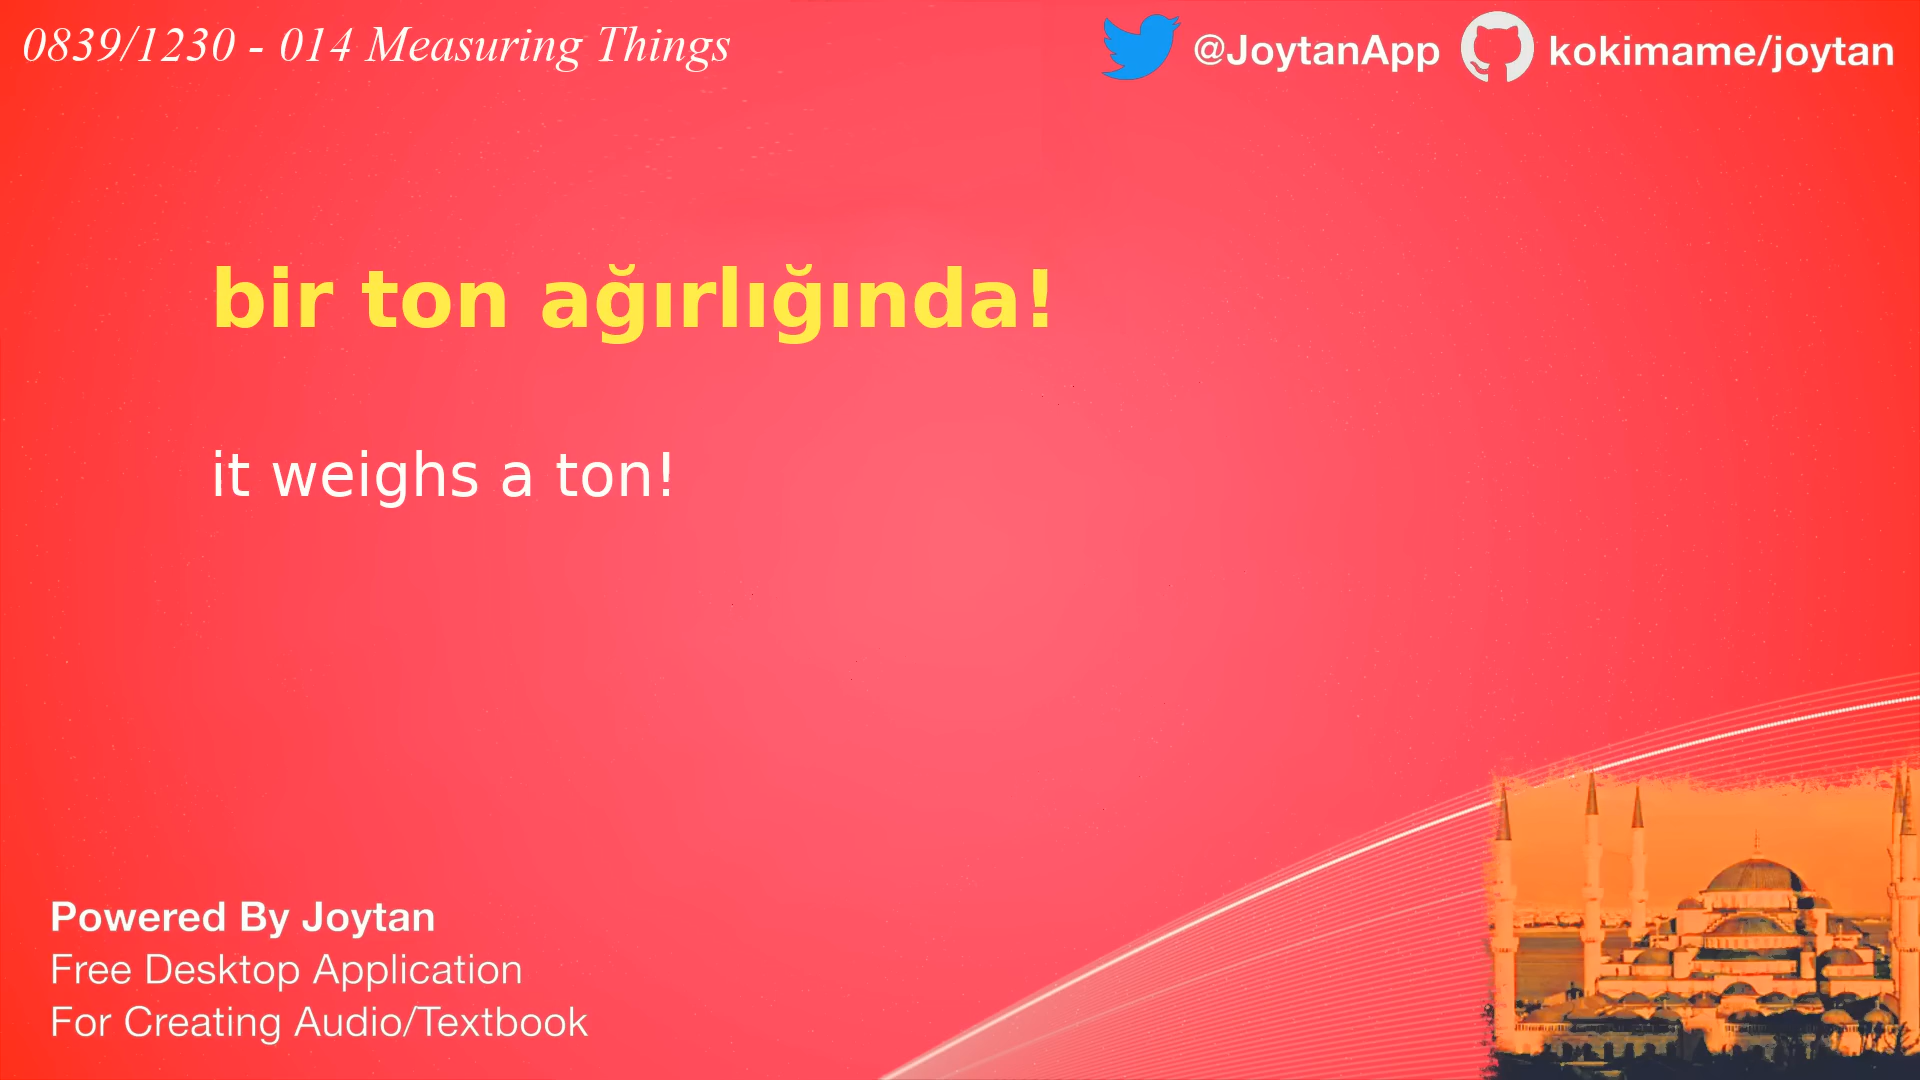 0839/1230 - 014 Measuring Things
@JoytanApp
kokimame/joytan
bir ton ağırlığında!
it weighs a ton!
Powered By Joytan
Free Desktop Application
For Creating Audio/Textbook